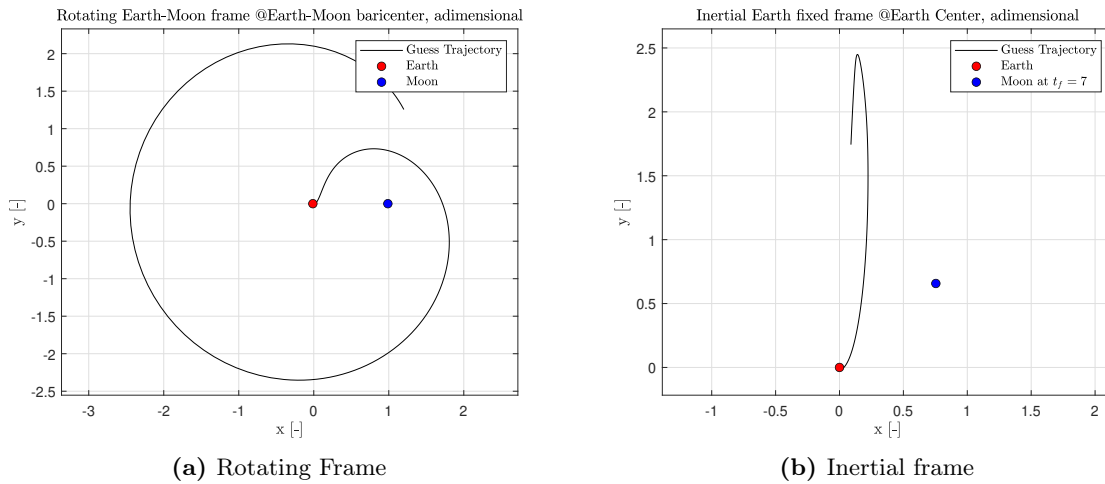 Rotating Earth-Moon frame @Earth-Moon baricenter, adimensional
Guess Trajectory
Earth
Moon
2
1.5
1
0.5
0
-0.5
-1
-1.5
-2
-2.5
y [-]
-3
-2
-1
0
1
2
x [-]
(a) Rotating Frame
Inertial Earth fixed frame @Earth Center, adimensional
Guess Trajectory
Earth
Moon at t_f = 7
2.5
2
1.5
1
0.5
0
y [-]
-1
-0.5
0
0.5
1
1.5
2
x [-]
(b) Inertial frame